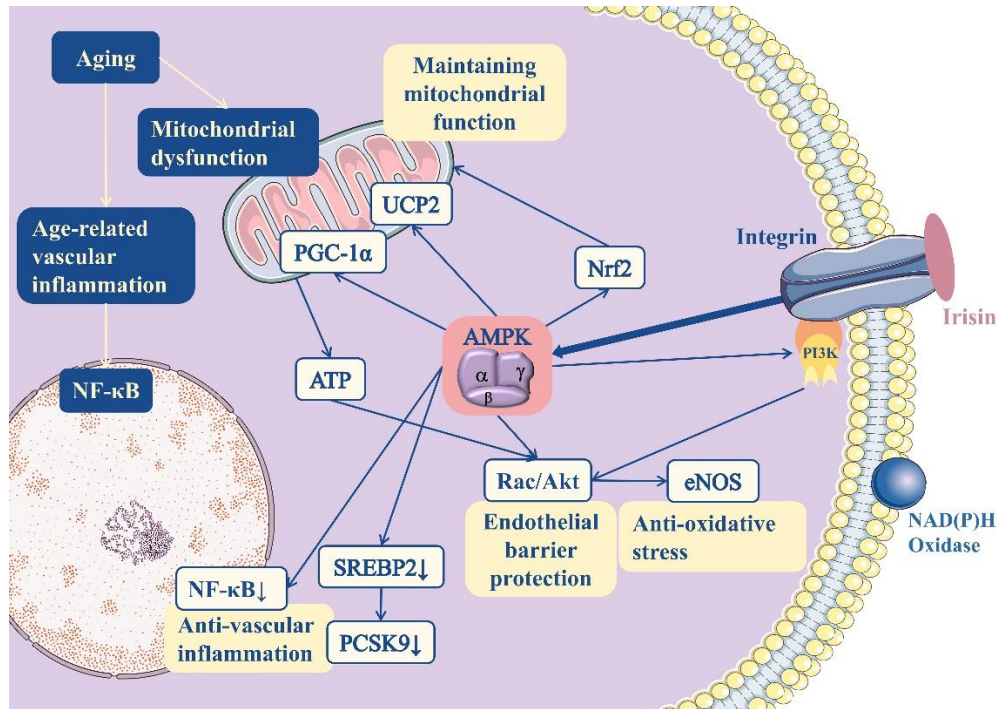 Aging
Maintaining
mitochondrial
function
Mitochondrial
dysfunction
UCP2
Age-related
vascular
inflammation
PGC-1α
Nrf2
Integrin
Irisin
AMPK
α
γ
β
PI3K
ATP
NF-κB
Rac/Akt
eNOS
Endothelial
barrier
protection
Anti-oxidative
stress
NAD(P)H
Oxidase
SREBP2↓
NF-κB↓
Anti-vascular
inflammation
PCSK9↓